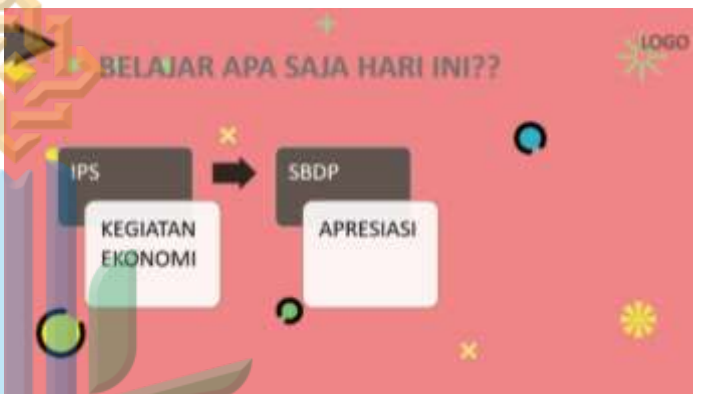 LOGO
BELAJAR APA SAJA HARI INI??
IPS
SBDP
KEGIATAN
EKONOMI
APRESIASI